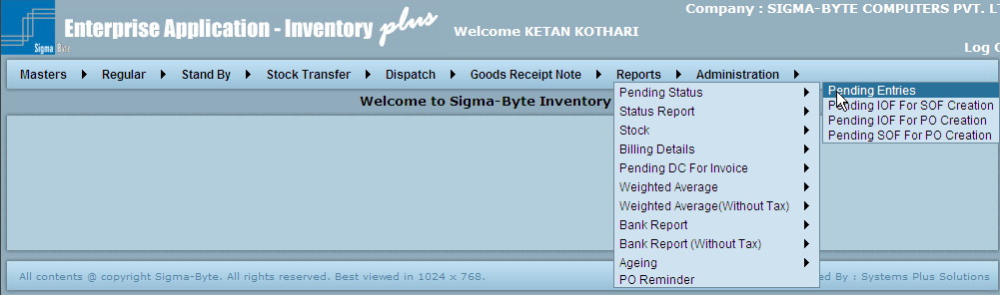 Company : SIGMA-BYTE COMPUTERS PVT.
Enterprise Application - Inventory plus
Welcome KETAN KOTHARI
Sigma Byte
Log
Masters Regular Stand By Stock Transfer Dispatch Goods Receipt Note Reports Administration
Welcome to Sigma-Byte Inventory
Pending Status
Status Report
Stock
Billing Details
Pending DC For Invoice
Weighted Average
Weighted Average(Without Tax)
Bank Report
Bank Report (Without Tax)
Ageing
PO Reminder
Pending Entries
Pending IOF For SOF Creation
Pending IOF For PO Creation
Pending SOF For PO Creation
All contents @ copyright Sigma-Byte. All rights reserved. Best viewed in 1024 x 768.
ed By : Systems Plus Solutions